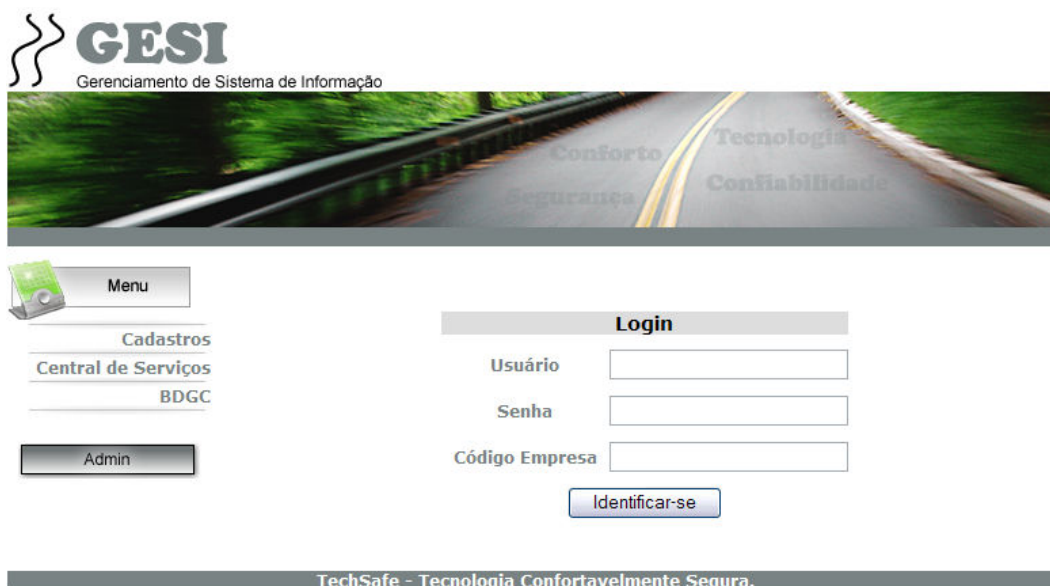 GESI
Gerenciamento de Sistema de Informação
Tecnologia
Conforto
Confiabilidade
Segurança
Menu
Cadastros
Central de Serviços
BDGC
Admin
Login
Usuário
Senha
Código Empresa
Identificar-se
TechSafe - Tecnologia Confortavelmente Segura.